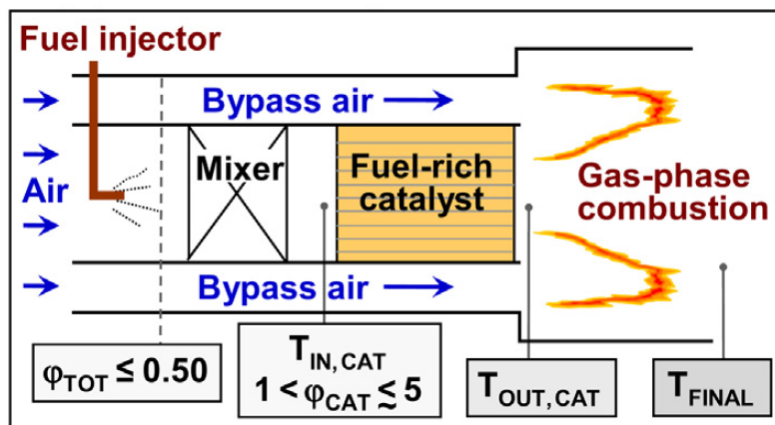 Fuel injector
Bypass air
Air
Mixer
Fuel-rich
catalyst
Gas-phase
combustion
Bypass air
φTOT ≤ 0.50
TIN,CAT
1 < φCAT ≲ 5
TOUT,CAT
TFINAL